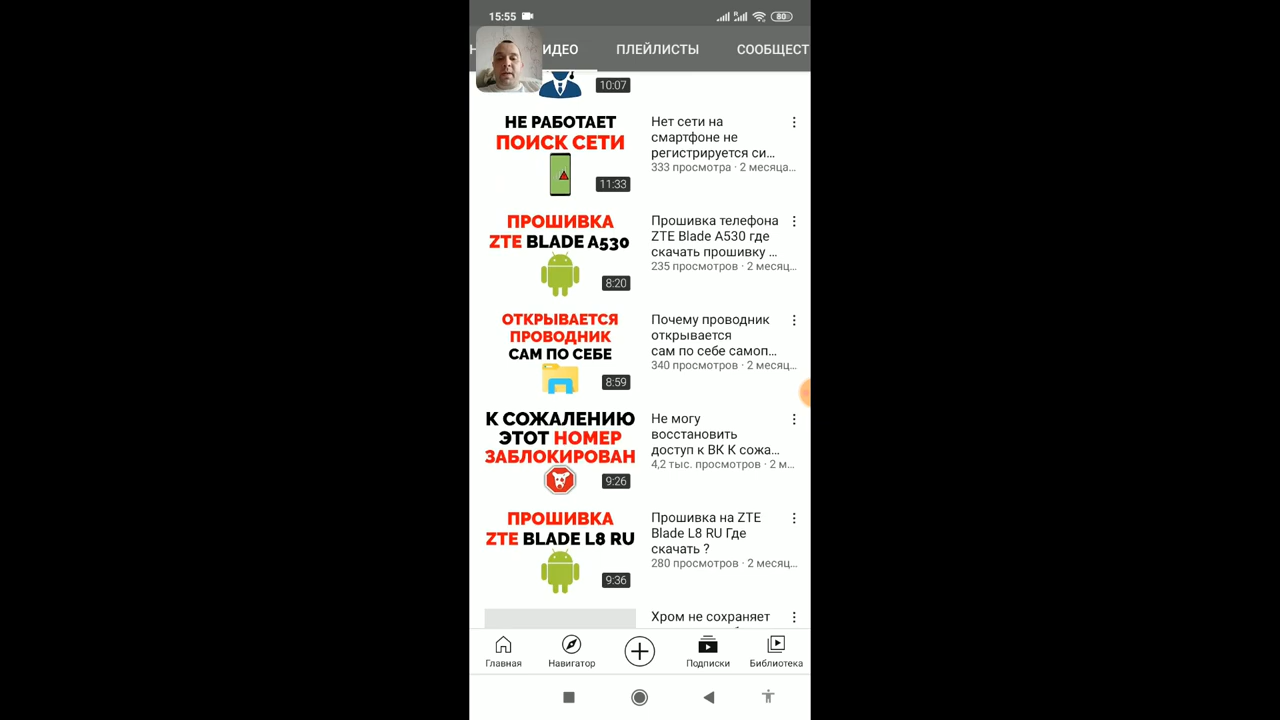 15:55
80
Н
ИДЕО
ПЛЕЙЛИСТЫ
СООБЩЕСТ
10:07
НЕ РАБОТАЕТ
ПОИСК СЕТИ
11:33
Нет сети на
смартфоне не
регистрируется си...
333 просмотра · 2 месяца...
ПРОШИВКА
ZTE BLADE A530
8:20
Прошивка телефона
ZTE Blade A530 где
скачать прошивку ...
235 просмотров · 2 месяц...
ОТКРЫВАЕТСЯ
ПРОВОДНИК
САМ ПО СЕБЕ
8:59
Почему проводник
открывается
сам по себе самоп...
340 просмотров · 2 месяц...
К СОЖАЛЕНИЮ
ЭТОТ НОМЕР
ЗАБЛОКИРОВАН
9:26
Не могу
восстановить
доступ к ВК К сожа...
4,2 тыс. просмотров · 2 м...
ПРОШИВКА
ZTE BLADE L8 RU
9:36
Прошивка на ZTE
Blade L8 RU Где
скачать ?
280 просмотров · 2 месяц...
Хром не сохраняет
Главная
Навигатор
Подписки
Библиотека